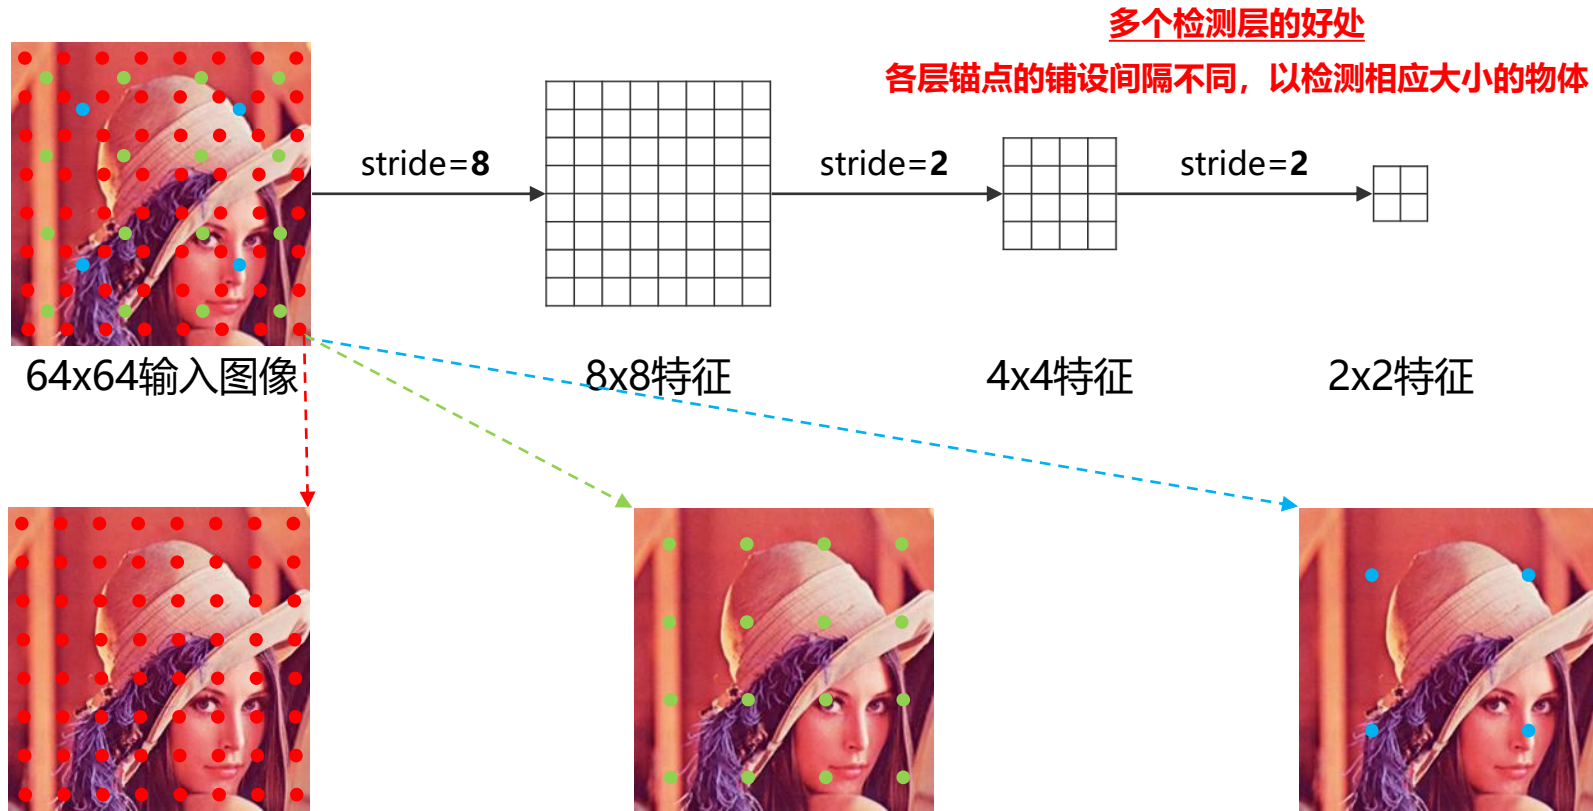 多个检测层的好处
各层锚点的铺设间隔不同，以检测相应大小的物体
stride=8
stride=2
stride=2
64x64输入图像
8x8特征
4x4特征
2x2特征